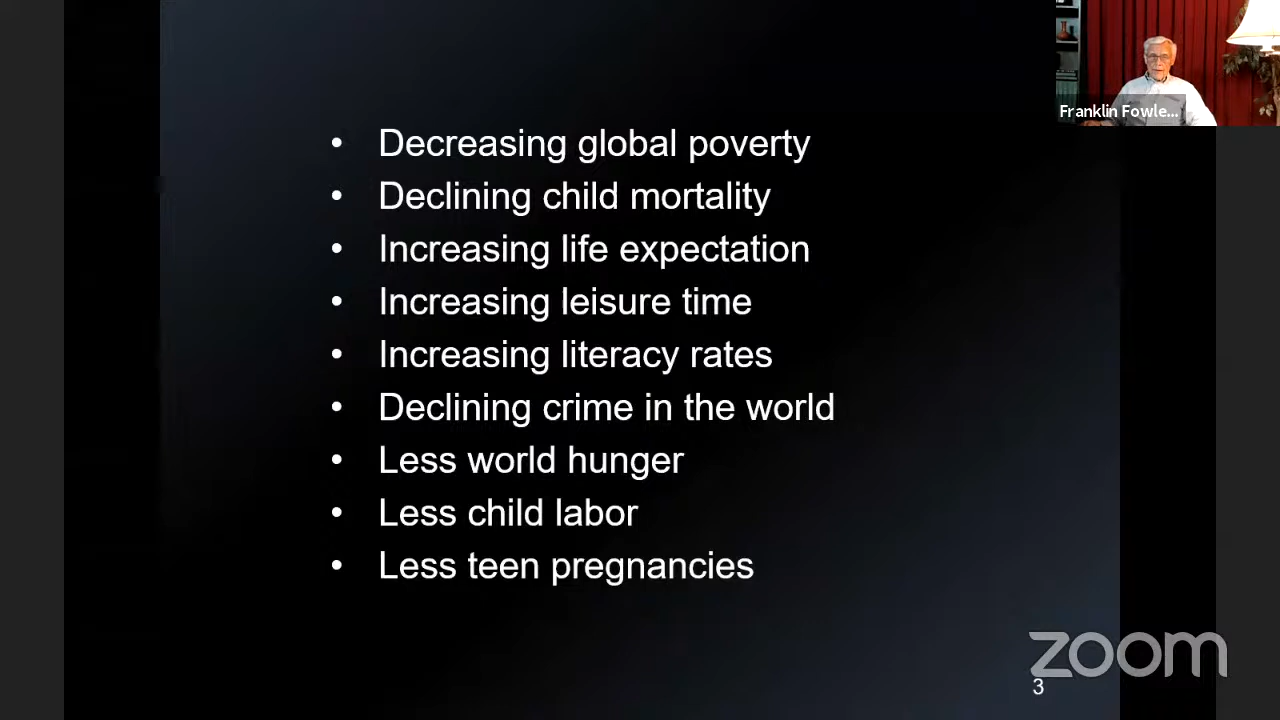 Franklin Fowle...
• Decreasing global poverty
• Declining child mortality
• Increasing life expectation
• Increasing leisure time
• Increasing literacy rates
• Declining crime in the world
• Less world hunger
• Less child labor
• Less teen pregnancies
zoom
3